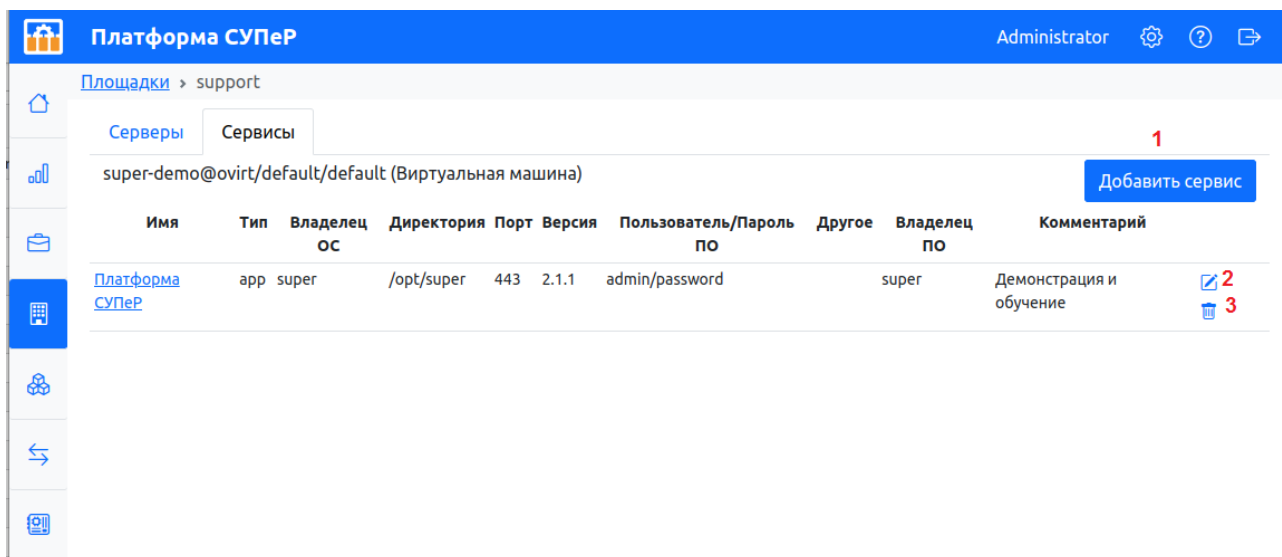 Платформа СУПеР Administrator
Площадки › support
Серверы Сервисы
1
super-demo@ovirt/default/default (Виртуальная машина) Добавить сервис
Имя Тип Владелец ОС Директория Порт Версия Пользователь/Пароль ПО Другое Владелец ПО Комментарий
Платформа СУПеР app super /opt/super 443 2.1.1 admin/password super Демонстрация и обучение 2
3